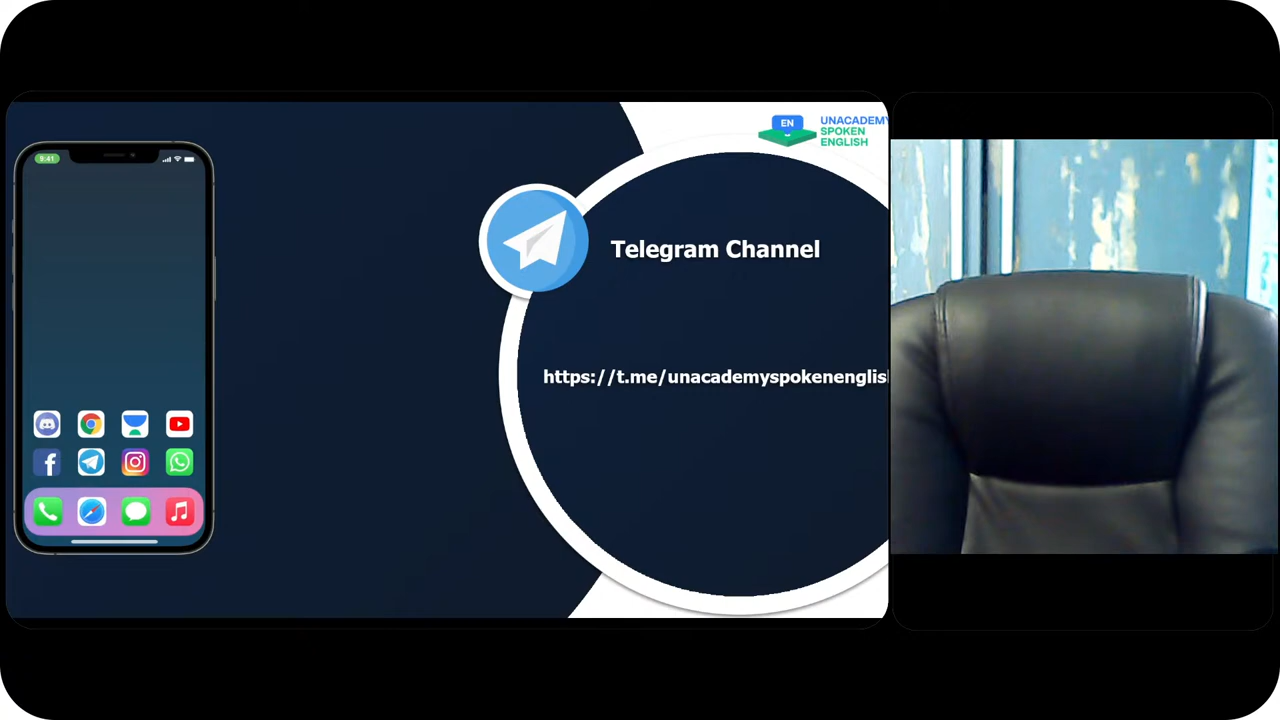 9:41
EN
UNACADEMY
SPOKEN
ENGLISH
Telegram Channel
https://t.me/unacademyspokenenglis